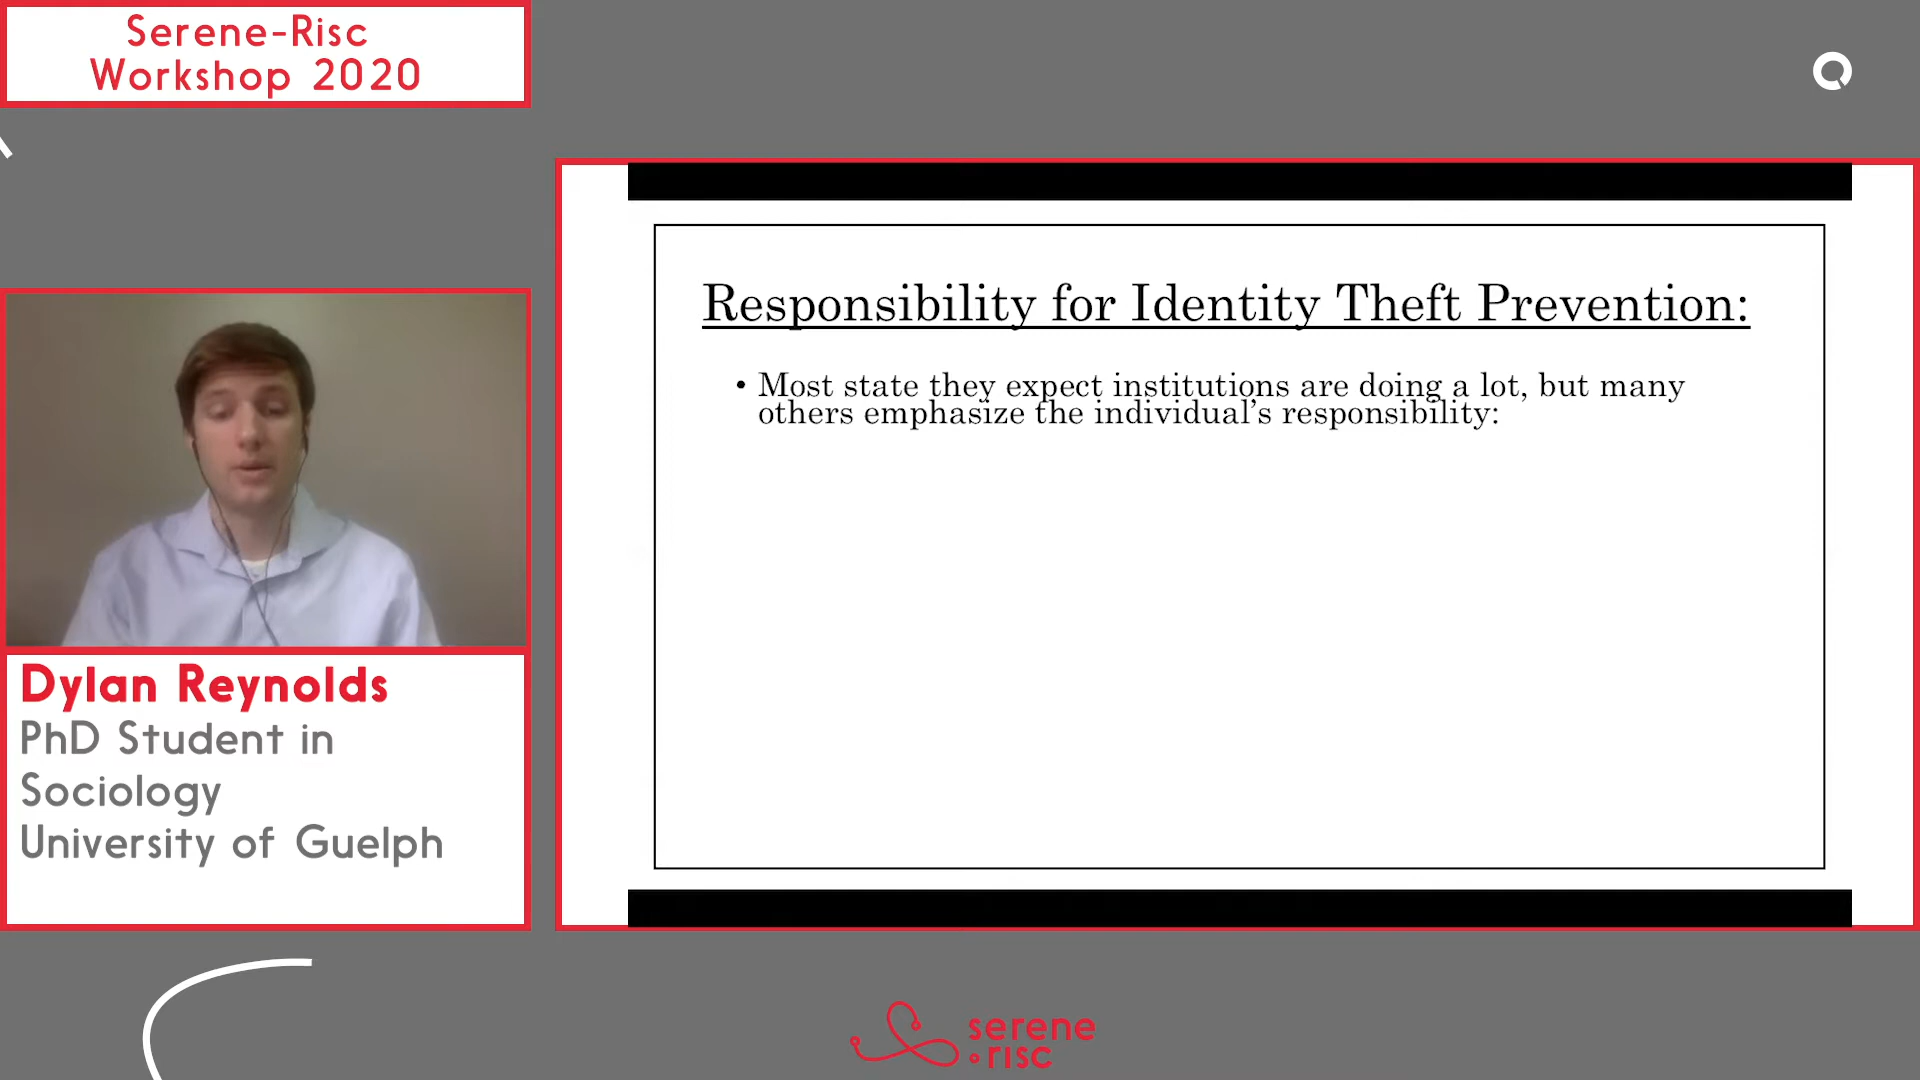 Serene-Risc
Workshop 2020
Responsibility for Identity Theft Prevention:
• Most state they expect institutions are doing a lot, but many
others emphasize the individual's responsibility:
Dylan Reynolds
PhD Student in
Sociology
University of Guelph
serene
risc